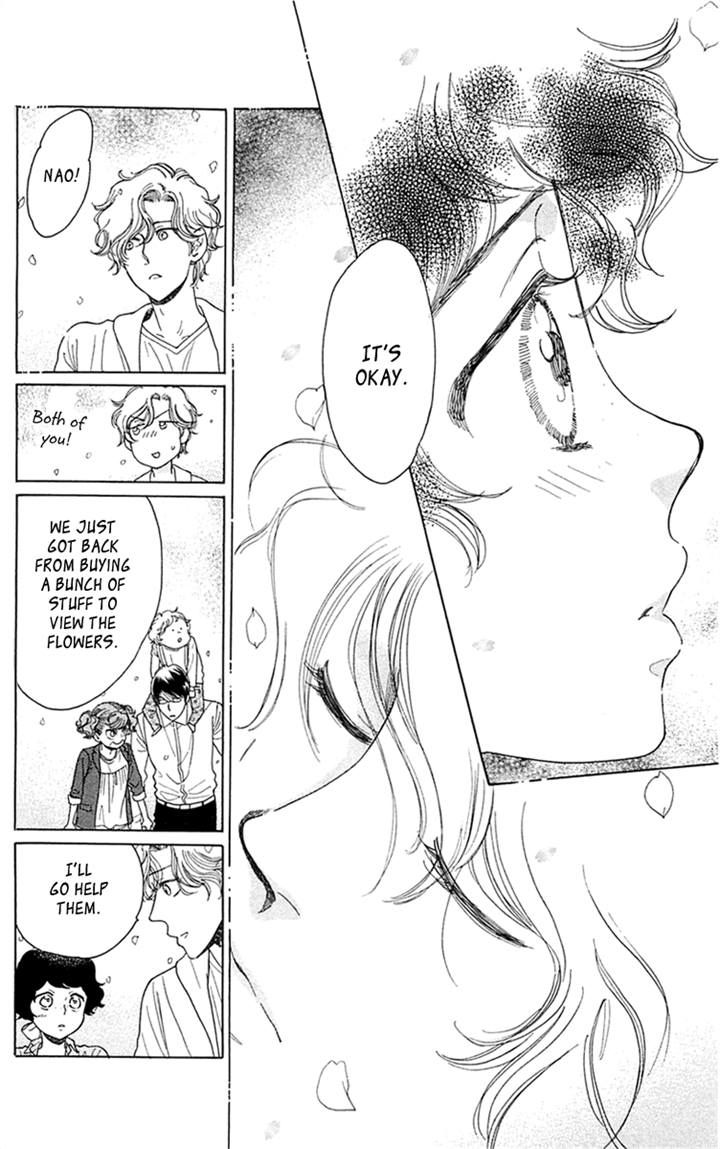 IT'S
OKAY.
NAO!
Both of
you!
WE JUST
GOT BACK
FROM BUYING
A BUNCH OF
STUFF TO
VIEW THE
FLOWERS.
I'LL
GO HELP
THEM.